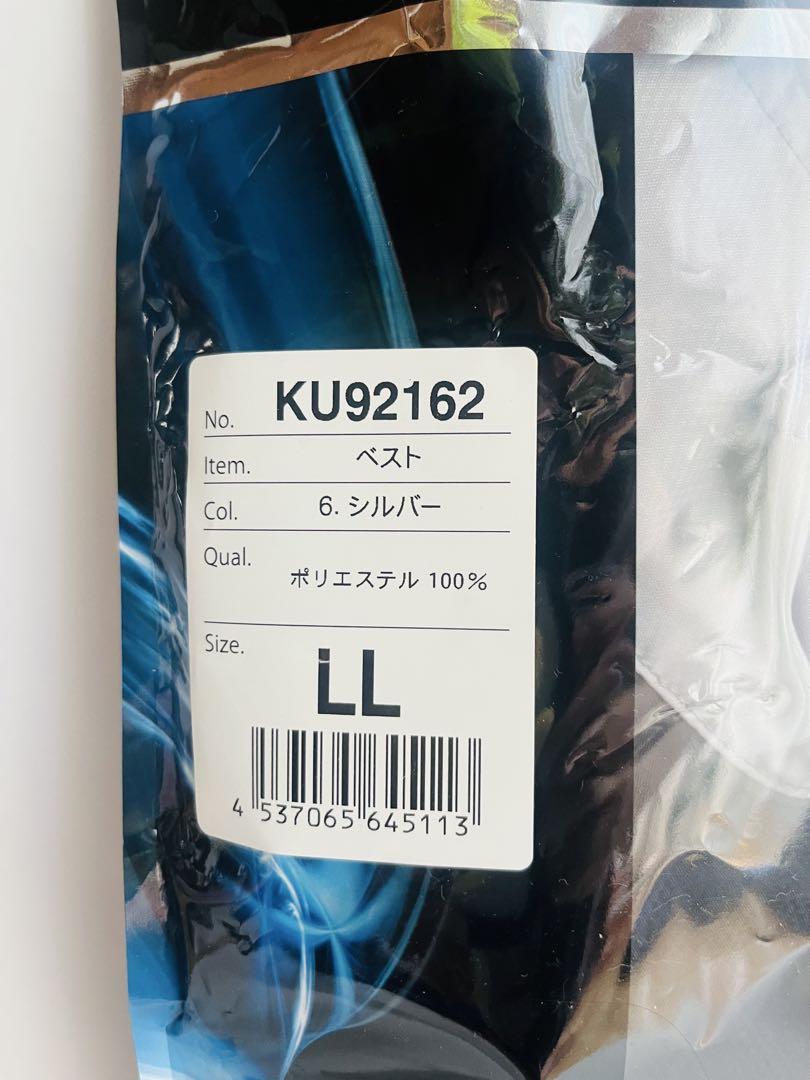 No. KU92162
Item. ベスト
Col. 6. シルバー
Qual. ポリエステル 100%
Size. LL
4 537065 645113